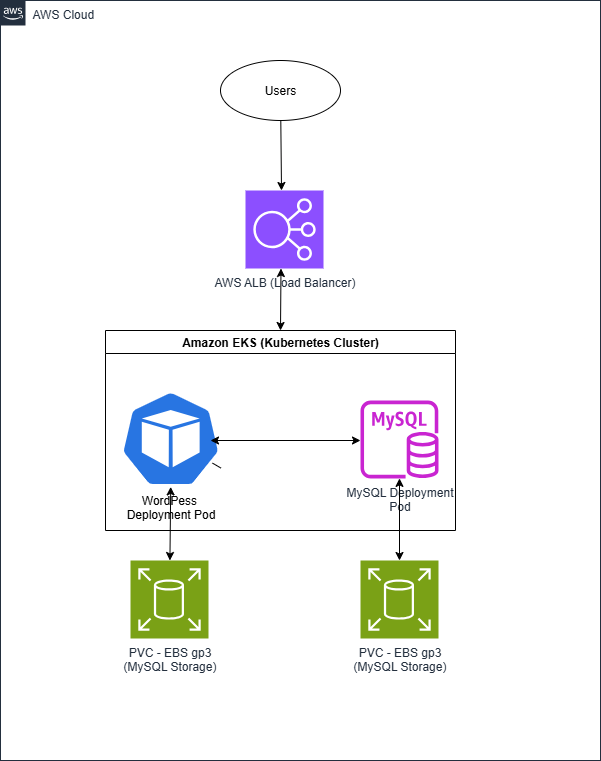 aws
AWS Cloud
Users
AWS ALB (Load Balancer)
Amazon EKS (Kubernetes Cluster)
MySQL
WordPess
Deployment Pod
MySQL Deployment
Pod
PVC - EBS gp3
(MySQL Storage)
PVC - EBS gp3
(MySQL Storage)